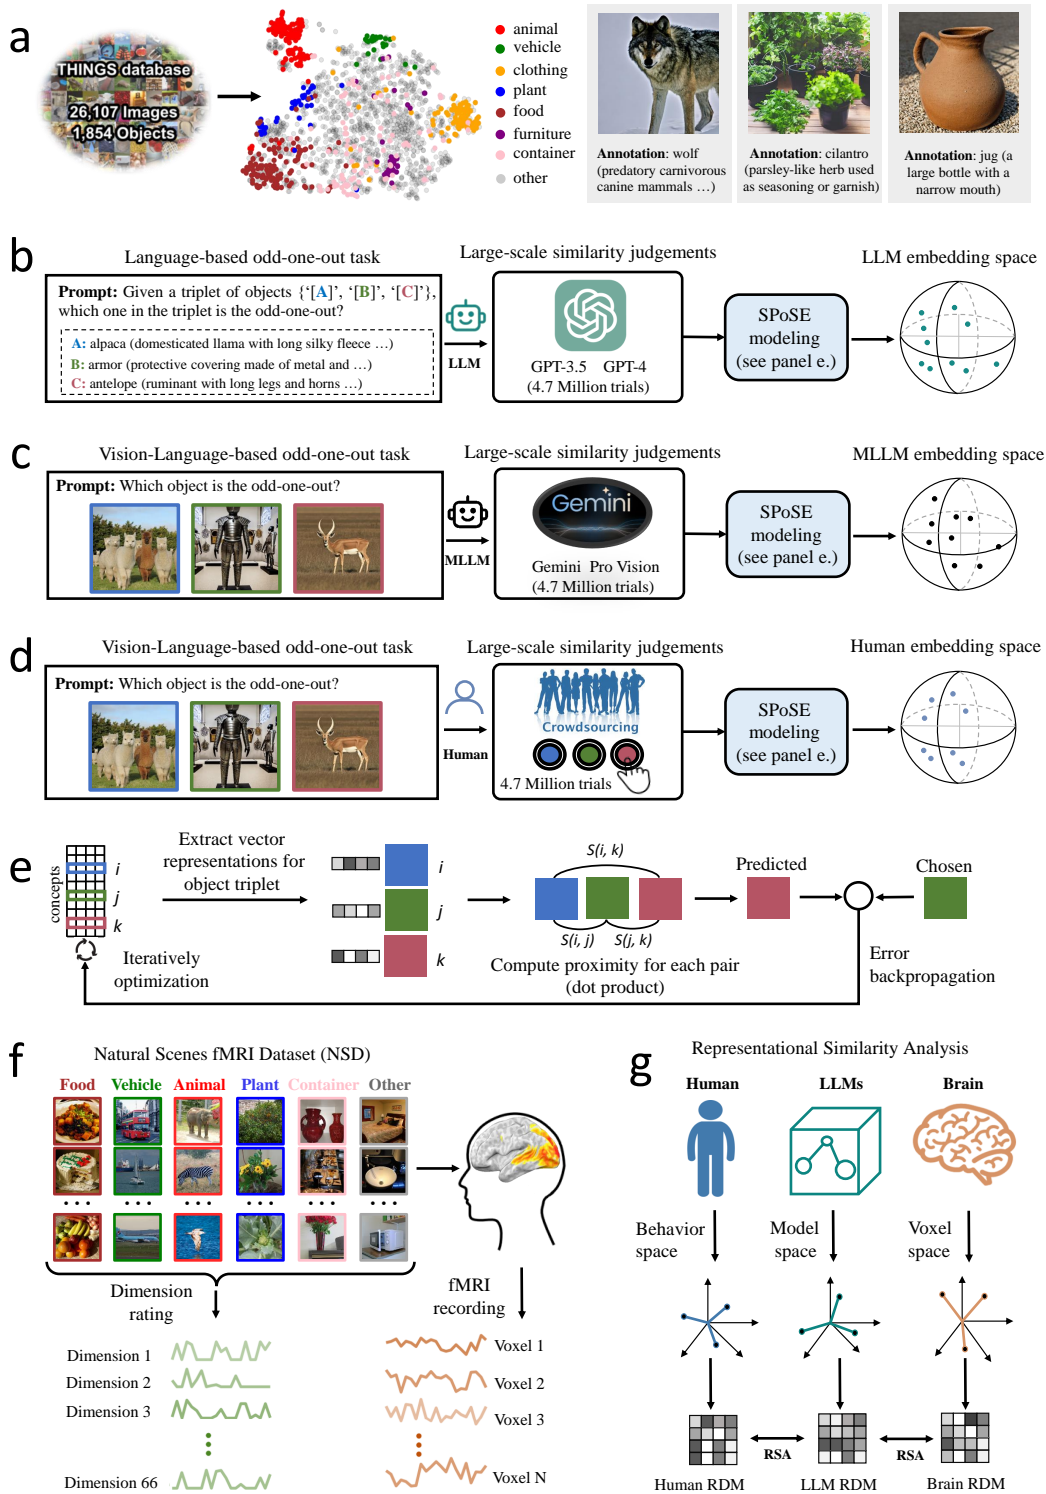 a
THINGS database
26,107 Images
1,854 Objects
animal
vehicle
clothing
plant
food
furniture
container
other
Annotation: wolf
(predatory carnivorous
canine mammals ...)
Annotation: cilantro
(parsley-like herb used
as seasoning or garnish)
Annotation: jug (a
large bottle with a
narrow mouth)
b
Language-based odd-one-out task
Prompt: Given a triplet of objects {‘[A]’, ‘[B]’, ‘[C]’},
which one in the triplet is the odd-one-out?
A: alpaca (domesticated llama with long silky fleece ...)
B: armor (protective covering made of metal and ...)
C: antelope (ruminant with long legs and horns ...)
LLM
Large-scale similarity judgements
GPT-3.5 GPT-4
(4.7 Million trials)
SPoSE
modeling
(see panel e.)
LLM embedding space
c
Vision-Language-based odd-one-out task
Prompt: Which object is the odd-one-out?
MLLM
Large-scale similarity judgements
Gemini
Gemini Pro Vision
(4.7 Million trials)
SPoSE
modeling
(see panel e.)
MLLM embedding space
d
Vision-Language-based odd-one-out task
Prompt: Which object is the odd-one-out?
Human
Large-scale similarity judgements
Crowdsourcing
4.7 Million trials
SPoSE
modeling
(see panel e.)
Human embedding space
e
concepts
i
j
k
Iteratively
optimization
Extract vector
representations for
object triplet
i
j
k
S(i, k)
S(i, j)
S(j, k)
Compute proximity for each pair
(dot product)
Predicted
Chosen
Error
backpropagation
f
Natural Scenes fMRI Dataset (NSD)
Food
Vehicle
Animal
Plant
Container
Other
Dimension
rating
fMRI
recording
Dimension 1
Dimension 2
Dimension 3
Dimension 66
Voxel 1
Voxel 2
Voxel 3
Voxel N
g
Representational Similarity Analysis
Human
LLMs
Brain
Behavior
space
Model
space
Voxel
space
RSA
RSA
Human RDM
LLM RDM
Brain RDM